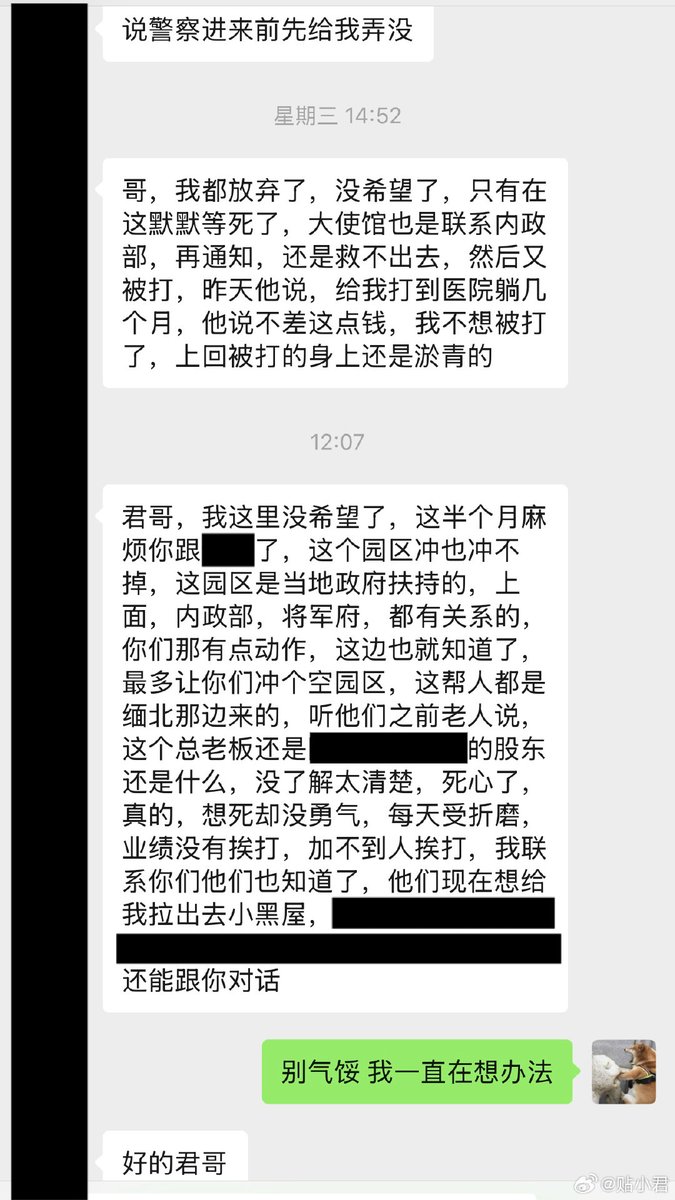 说警察进来前先给我弄没
星期三 14:52
哥，我都放弃了，没希望了，只有在
这默默等死了，大使馆也是联系内政
部，再通知，还是救不出去，然后又
被打，昨天他说，给我打到医院躺几
个月，他说不差这点钱，我不想被打
了，上回被打的身上还是淤青的
12:07
君哥，我这里没希望了，这半个月麻
烦你跟了，这个园区冲也冲不
掉，这园区是当地政府扶持的，上
面，内政部，将军府，都有关系的，
你们那有点动作，这边也就知道了，
最多让你们冲个空园区，这帮人都是
缅北那边来的，听他们之前老人说，
这个总老板还是的股东
还是什么，没了解太清楚，死心了，
真的，想死却没勇气，每天受折磨，
业绩没有挨打，加不到人挨打，我联
系你们他们也知道了，他们现在想给
我拉出去小黑屋，
还能跟你对话
别气馁 我一直在想办法
好的君哥
@贴小君